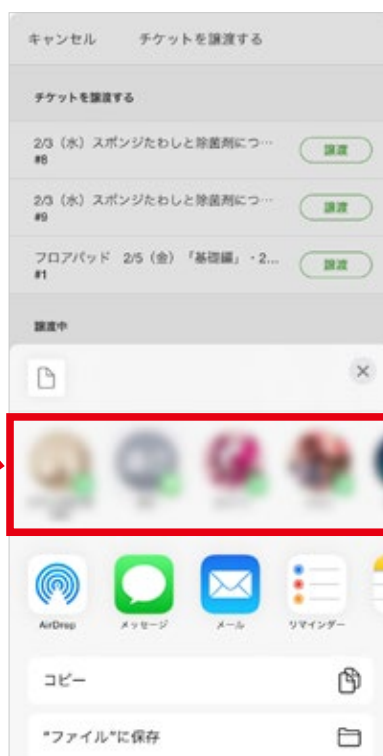 キャンセル
チケットを譲渡する
チケットを譲渡する
2/3（水）スポンジたわしと除菌剤につ…
#8
譲渡
2/3（水）スポンジたわしと除菌剤につ…
#9
譲渡
フロアパッド 2/5（金）「基礎編」・2...
#1
譲渡
譲渡中
AirDrop
メッセージ
メール
リマインダー
コピー
"ファイル"に保存